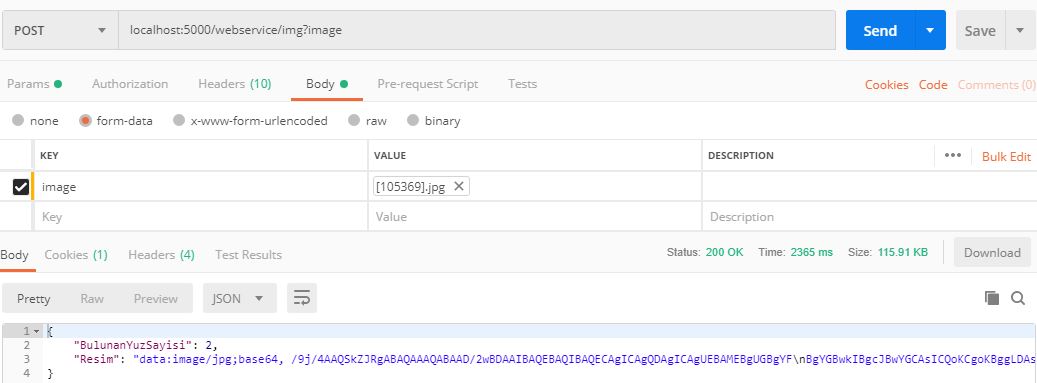 POST localhost:5000/webservice/img?image Send Save
Params Authorization Headers (10) Body Pre-request Script Tests Cookies Code Comments (0)
none form-data x-www-form-urlencoded raw binary
KEY VALUE DESCRIPTION ••• Bulk Edit
image [105369].jpg ✕
Key Value Description
Body Cookies (1) Headers (4) Test Results Status: 200 OK Time: 2365 ms Size: 115.91 KB Download
Pretty Raw Preview JSON
1 {
2 "BulunanYuzSayisi": 2,
3 "Resim": "data:image/jpg;base64, /9j/4AAQSkZJRgABAQAAAQABAAD/2wBDAAIBAQEBAQIBAQECAgICAgQDAgICAgUEBAMEBgUGBgYF\nBgYGBwkIBgcJBwYGCAsICQoKCgoKBggLDAs
4 }